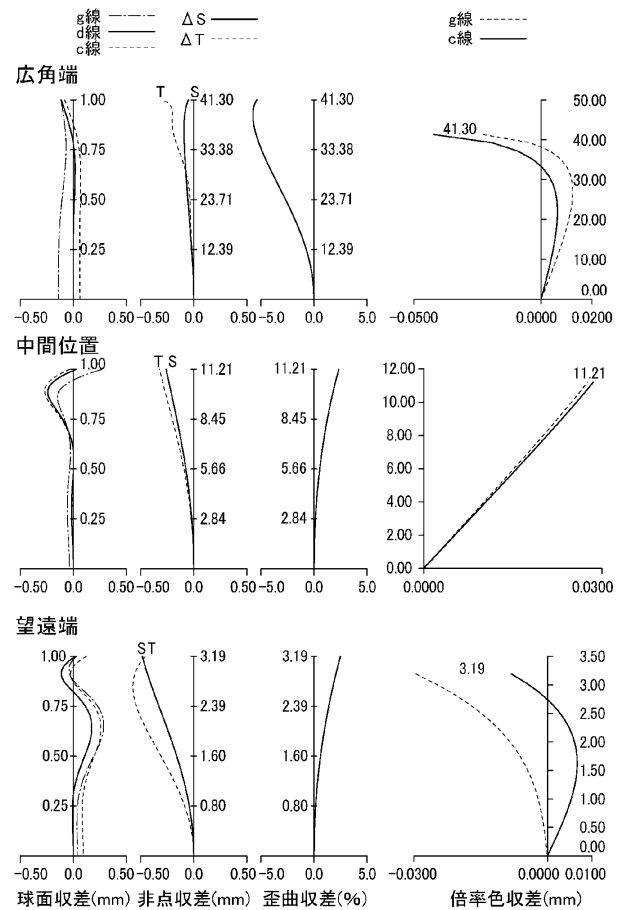 g線 ΔS g線
d線 ΔT c線
c線
広角端
1.00 T S 41.30 41.30 50.00
41.30 40.00
0.75 33.38 33.38 30.00
0.50 23.71 23.71 20.00
0.25 12.39 12.39 10.00
0.00
-0.50 0.0 0.50 -0.50 0.0 0.50 -5.0 0.0 5.0 -0.0500 0.0000 0.0200
中間位置
1.00 T S 11.21 11.21 12.00 11.21
10.00
0.75 8.45 8.45 8.00
0.50 5.66 5.66 6.00
4.00
0.25 2.84 2.84 2.00
0.00
-0.50 0.0 0.50 -0.50 0.0 0.50 -5.0 0.0 5.0 0.0000 0.0300
望遠端
1.00 ST 3.19 3.19 3.19 3.50
3.00
0.75 2.39 2.39 2.50
2.00
0.50 1.60 1.60 1.50
0.25 0.80 0.80 0.50
0.00
-0.50 0.0 0.50 -0.50 0.0 0.50 -5.0 0.0 5.0 -0.0300 0.0000 0.0100
球面収差(mm) 非点収差(mm) 歪曲収差(%) 倍率色収差(mm)